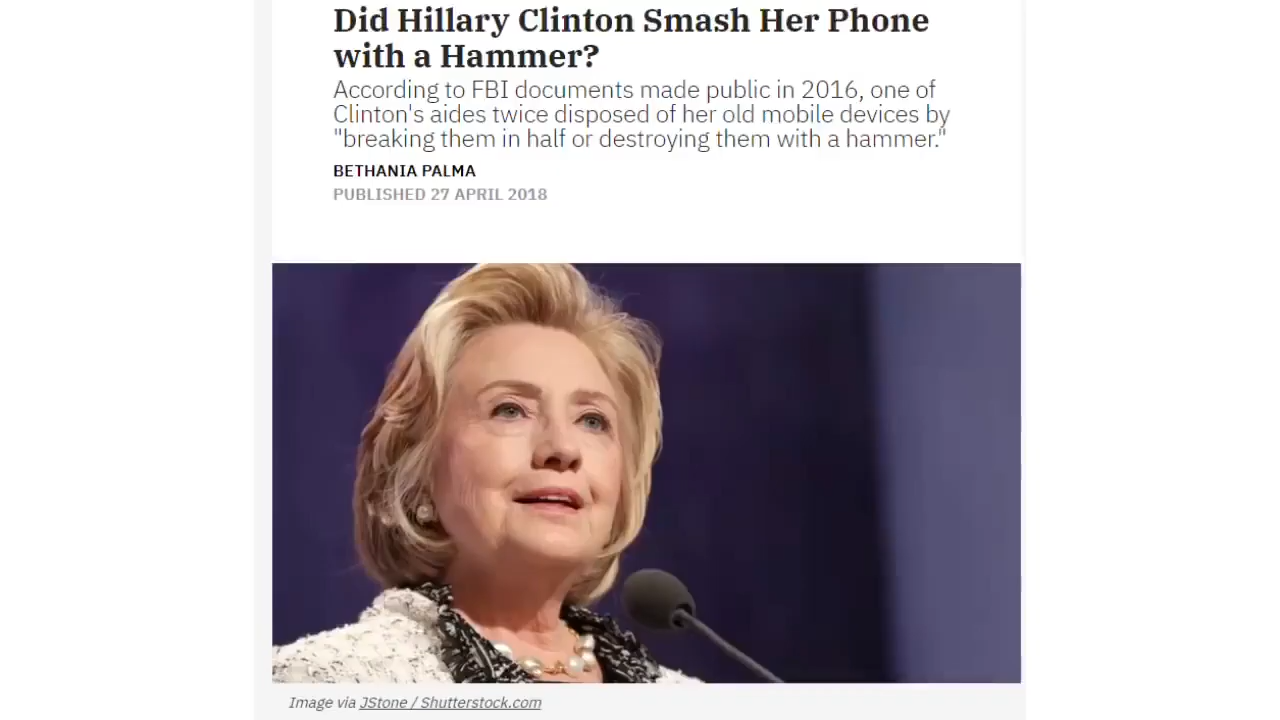 Did Hillary Clinton Smash Her Phone
with a Hammer?
According to FBI documents made public in 2016, one of
Clinton's aides twice disposed of her old mobile devices by
"breaking them in half or destroying them with a hammer."
BETHANIA PALMA
PUBLISHED 27 APRIL 2018
Image via JStone / Shutterstock.com